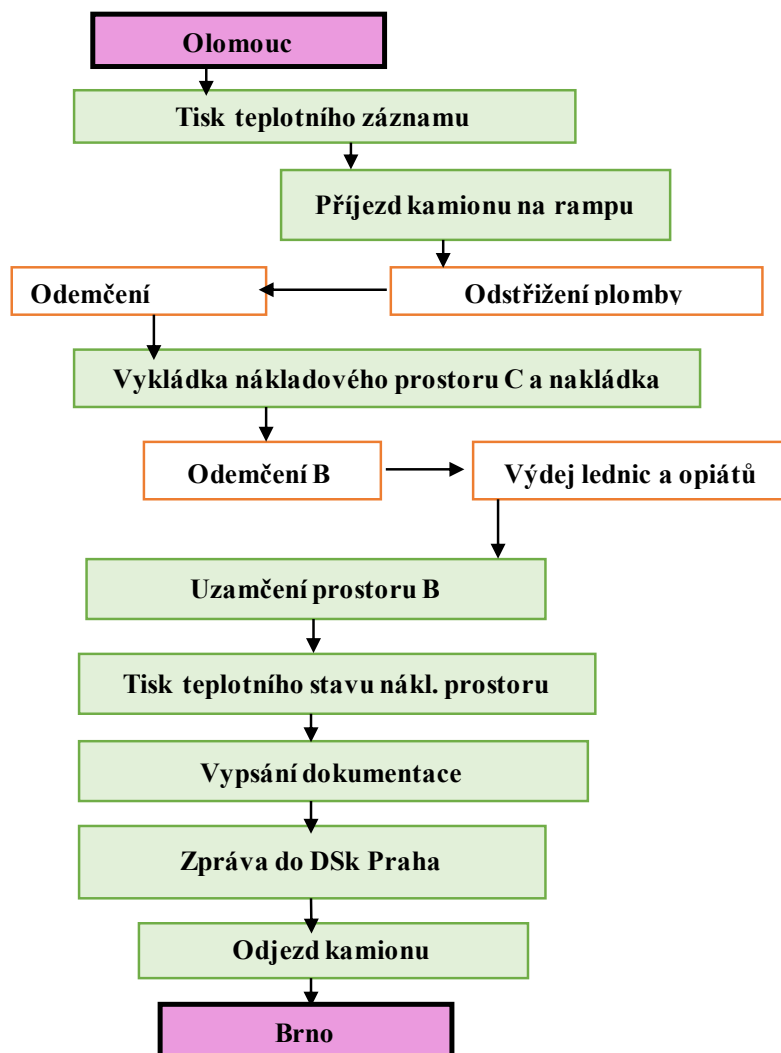 Olomouc
Tisk teplotního záznamu
Příjezd kamionu na rampu
Odemčení
Odstřižení plomby
Vykládka nákladového prostoru C a nakládka
Odemčení B
Výdej lednic a opiátů
Uzamčení prostoru B
Tisk teplotního stavu nákl. prostoru
Vypsání dokumentace
Zpráva do DSk Praha
Odjezd kamionu
Brno